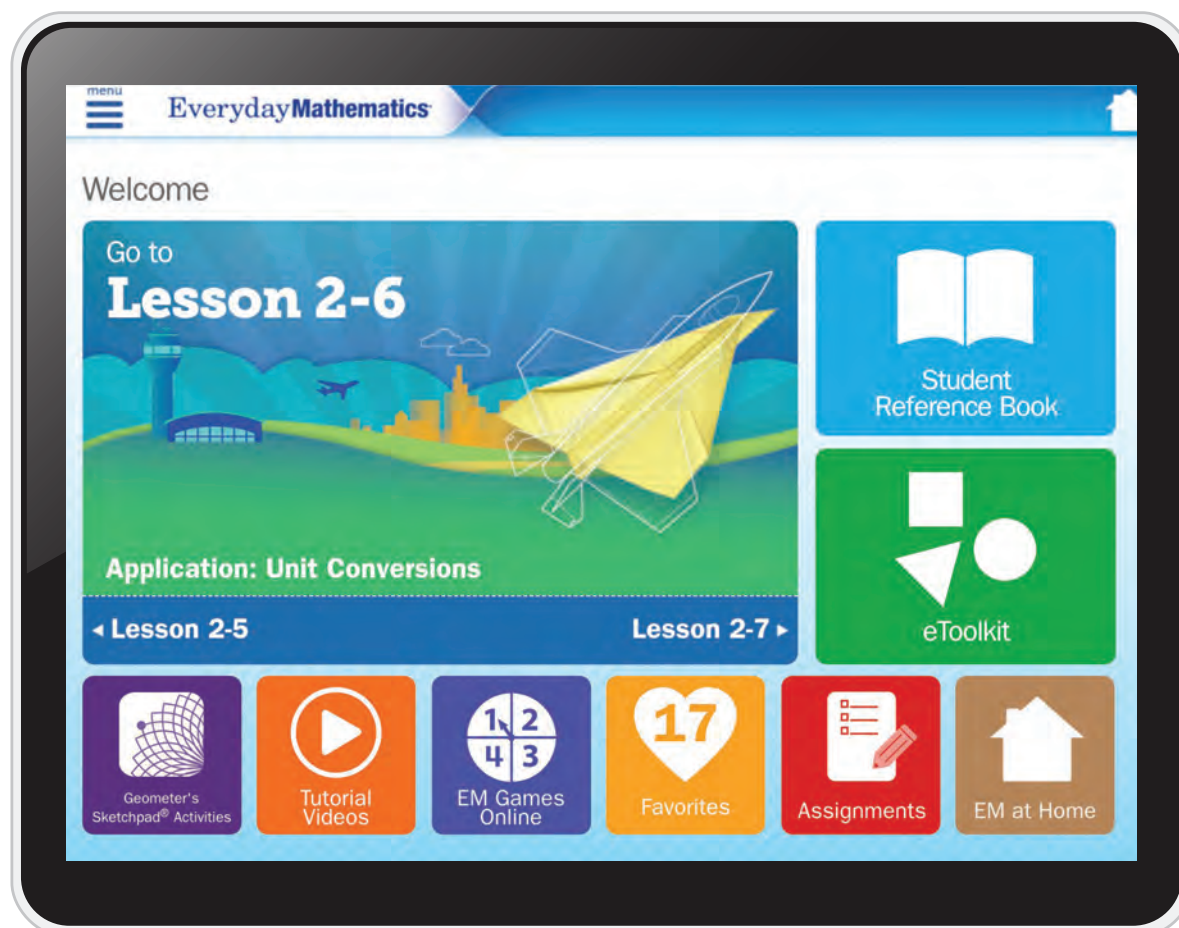 menu
EverydayMathematics
Welcome
Go to
Lesson 2-6
Application: Unit Conversions
◂ Lesson 2-5
Lesson 2-7 ▸
Student
Reference Book
eToolkit
Geometer's
Sketchpad® Activities
Tutorial
Videos
1 2
4 3
EM Games
Online
17
Favorites
Assignments
EM at Home